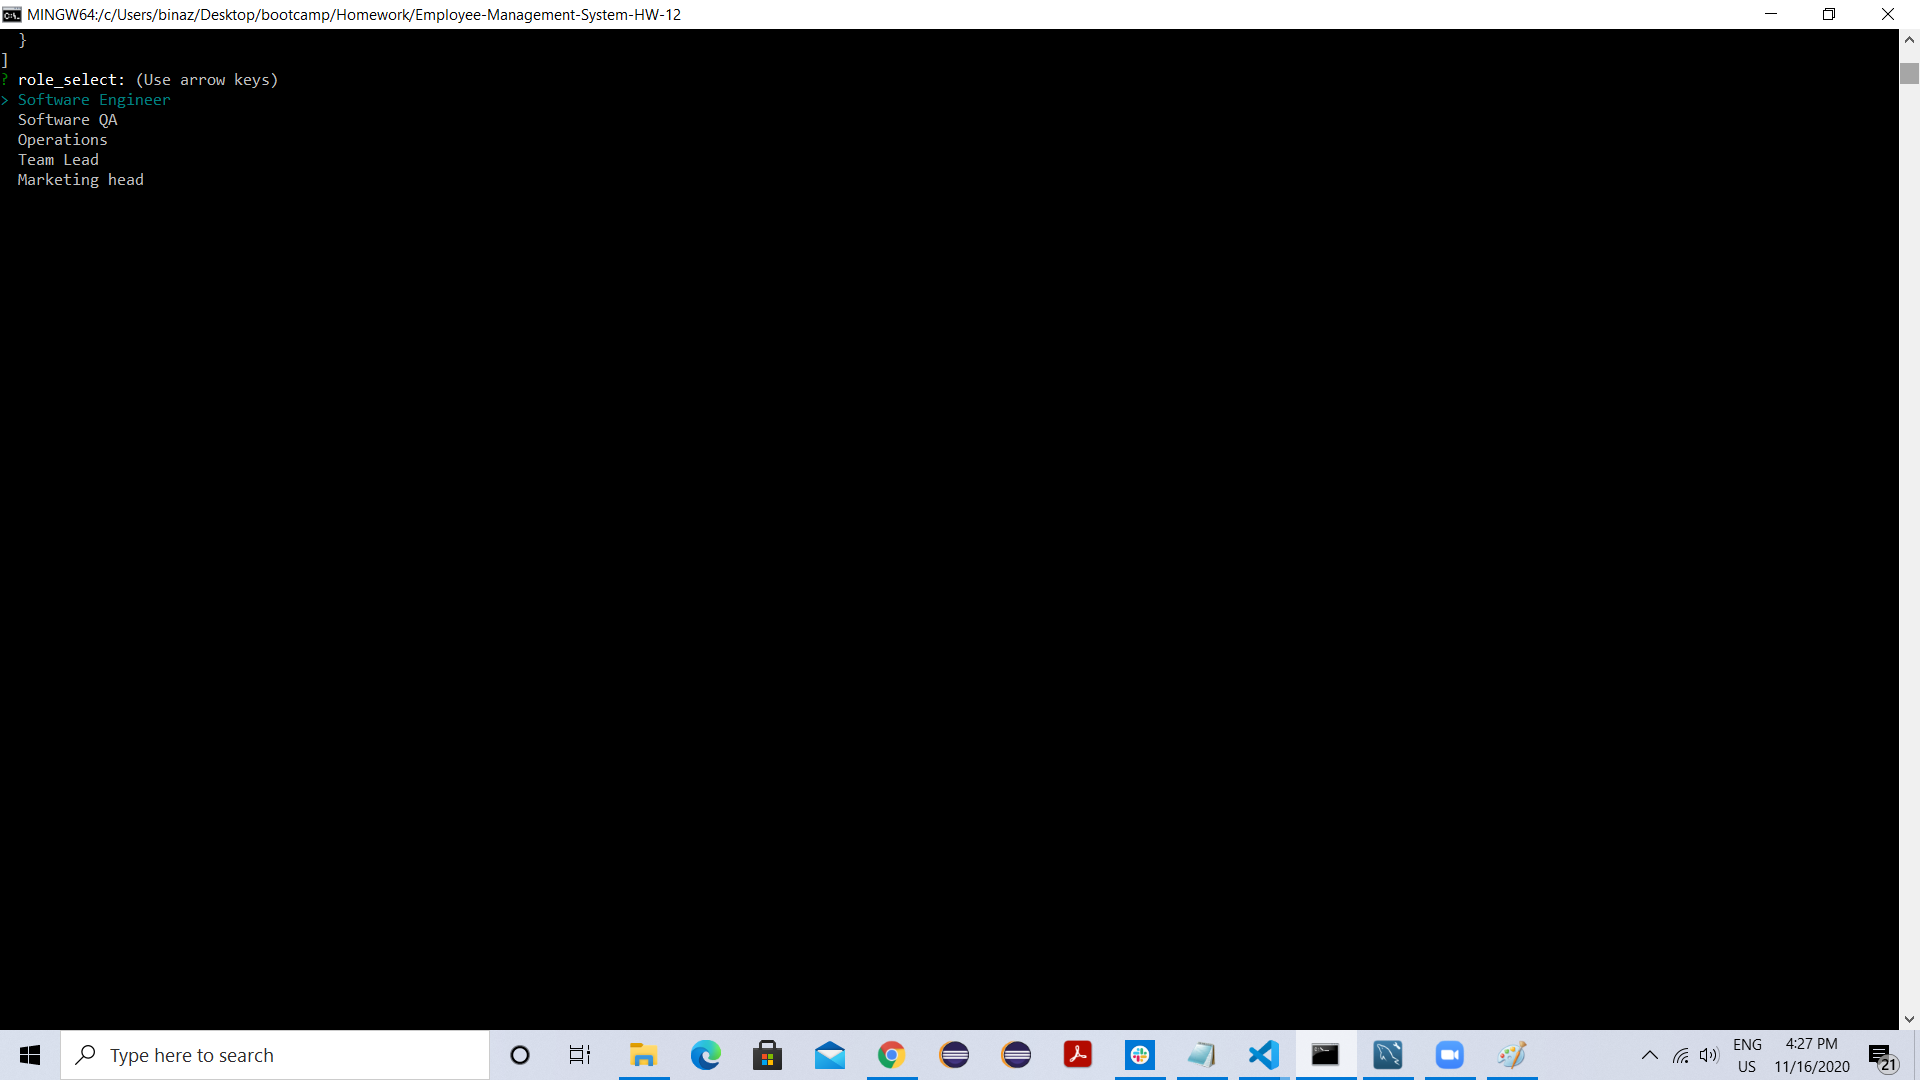 MINGW64:/c/Users/binaz/Desktop/bootcamp/Homework/Employee-Management-System-HW-12
}
]
? role_select: (Use arrow keys)
> Software Engineer
Software QA
Operations
Team Lead
Marketing head
Type here to search
ENG
US
4:27 PM
11/16/2020
21